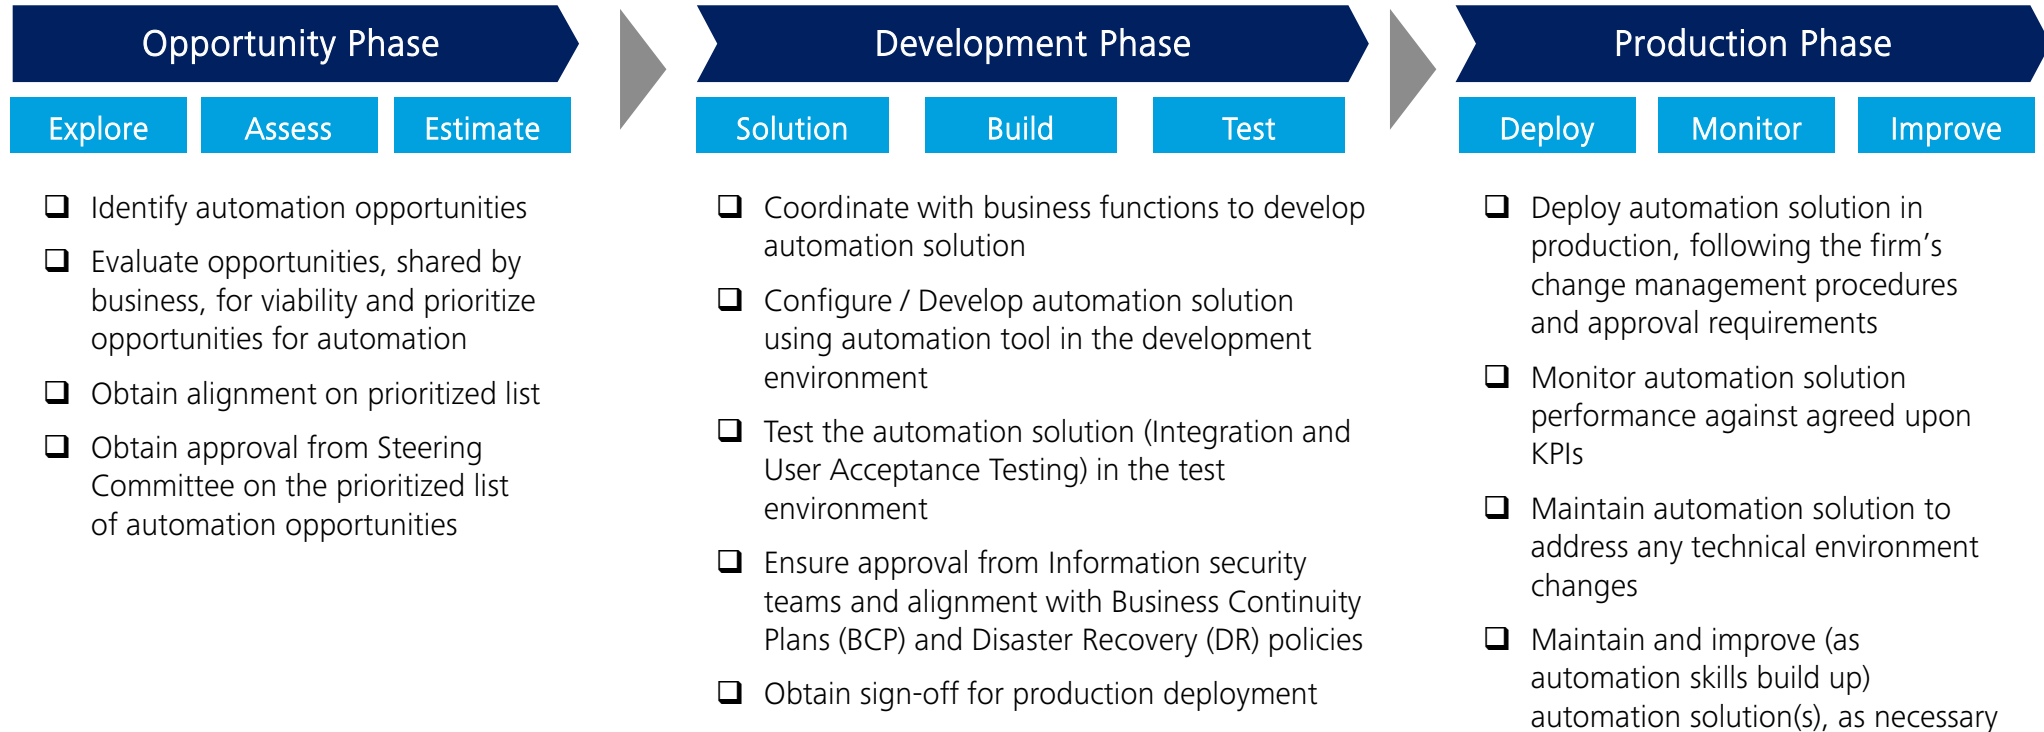 Opportunity Phase
Explore
Assess
Estimate
Identify automation opportunities
Evaluate opportunities, shared by
business, for viability and prioritize
opportunities for automation
Obtain alignment on prioritized list
Obtain approval from Steering
Committee on the prioritized list
of automation opportunities
Development Phase
Solution
Build
Test
Coordinate with business functions to develop
automation solution
Configure / Develop automation solution
using automation tool in the development
environment
Test the automation solution (Integration and
User Acceptance Testing) in the test
environment
Ensure approval from Information security
teams and alignment with Business Continuity
Plans (BCP) and Disaster Recovery (DR) policies
Obtain sign-off for production deployment
Production Phase
Deploy
Monitor
Improve
Deploy automation solution in
production, following the firm’s
change management procedures
and approval requirements
Monitor automation solution
performance against agreed upon
KPIs
Maintain automation solution to
address any technical environment
changes
Maintain and improve (as
automation skills build up)
automation solution(s), as necessary